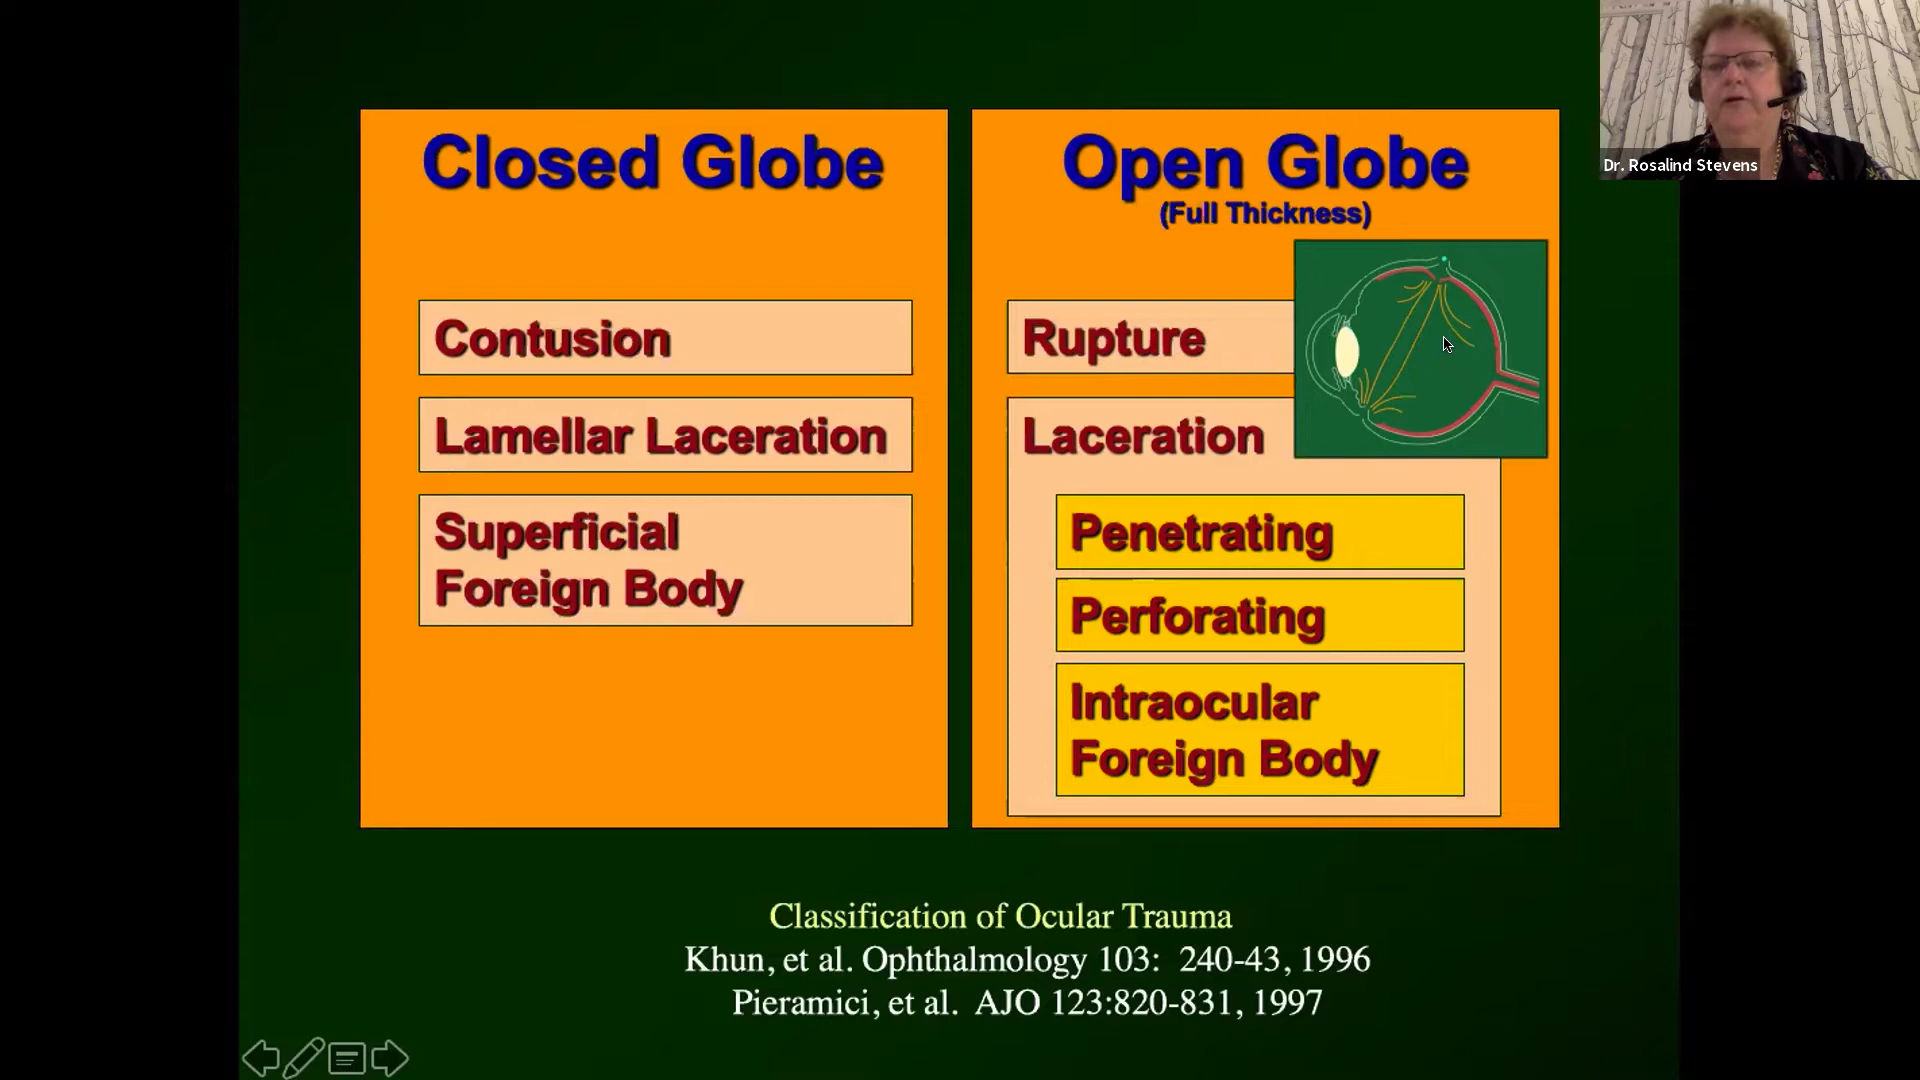 Closed Globe
Contusion
Lamellar Laceration
Superficial
Foreign Body
Open Globe
(Full Thickness)
Rupture
Laceration
Penetrating
Perforating
Intraocular
Foreign Body
Classification of Ocular Trauma
Khun, et al. Ophthalmology 103: 240-43, 1996
Pieramici, et al. AJO 123:820-831, 1997
Dr. Rosalind Stevens